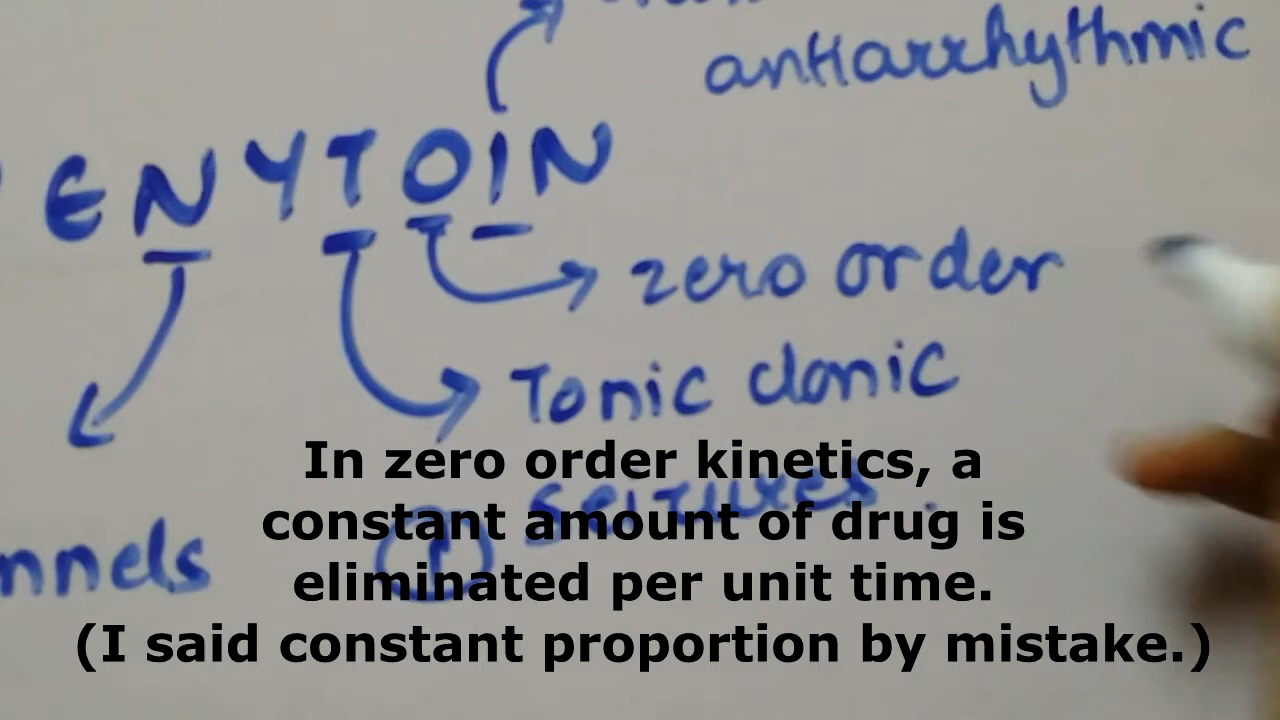 antiarrhythmic
ENYTOIN
zero order
Tonic clonic
seizures.
nnels
In zero order kinetics, a
constant amount of drug is
eliminated per unit time.
(I said constant proportion by mistake.)